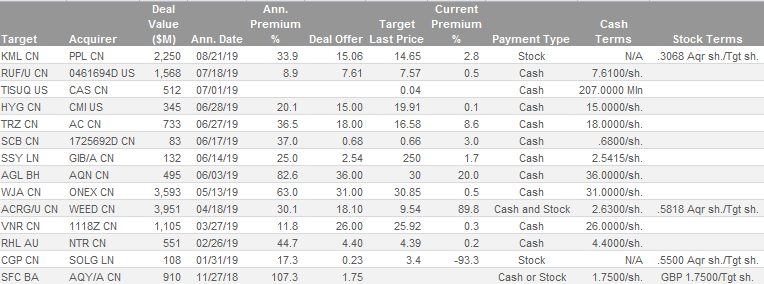 Target Acquirer Deal Value ($M) Ann. Date Ann. Premium % Deal Offer Target Last Price Current Premium % Payment Type Cash Terms Stock Terms
KML CN PPL CN 2,250 08/21/19 33.9 15.06 14.65 2.8 Stock N/A .3068 Aqr sh./Tgt sh.
RUF/U CN 0461694D US 1,568 07/18/19 8.9 7.61 7.57 0.5 Cash 7.6100/sh.
TISUQ US CAS CN 512 07/01/19 0.04 Cash 207.0000 Mln
HYG CN CMI US 345 06/28/19 20.1 15.00 19.91 0.1 Cash 15.0000/sh.
TRZ CN AC CN 733 06/27/19 36.5 18.00 16.58 8.6 Cash 18.0000/sh.
SCB CN 1725692D CN 83 06/17/19 37.0 0.68 0.66 3.0 Cash .6800/sh.
SSY LN GIB/A CN 132 06/14/19 25.0 2.54 250 1.7 Cash 2.5415/sh.
AGL BH AQN CN 495 06/03/19 82.6 36.00 30 20.0 Cash 36.0000/sh.
WJA CN ONEX CN 3,593 05/13/19 63.0 31.00 30.85 0.5 Cash 31.0000/sh.
ACRG/U CN WEED CN 3,951 04/18/19 30.1 18.10 9.54 89.8 Cash and Stock 2.6300/sh. .5818 Aqr sh./Tgt sh.
VNR CN 1118Z CN 1,105 03/27/19 11.8 26.00 25.92 0.3 Cash 26.0000/sh.
RHL AU NTR CN 551 02/26/19 44.7 4.40 4.39 0.2 Cash 4.4000/sh.
CGP CN SOLG LN 108 01/31/19 17.3 0.23 3.4 -93.3 Stock N/A .5500 Aqr sh./Tgt sh.
SFC BA AQY/A CN 910 11/27/18 107.3 1.75 Cash or Stock 1.7500/sh. GBP 1.7500/Tgt sh.